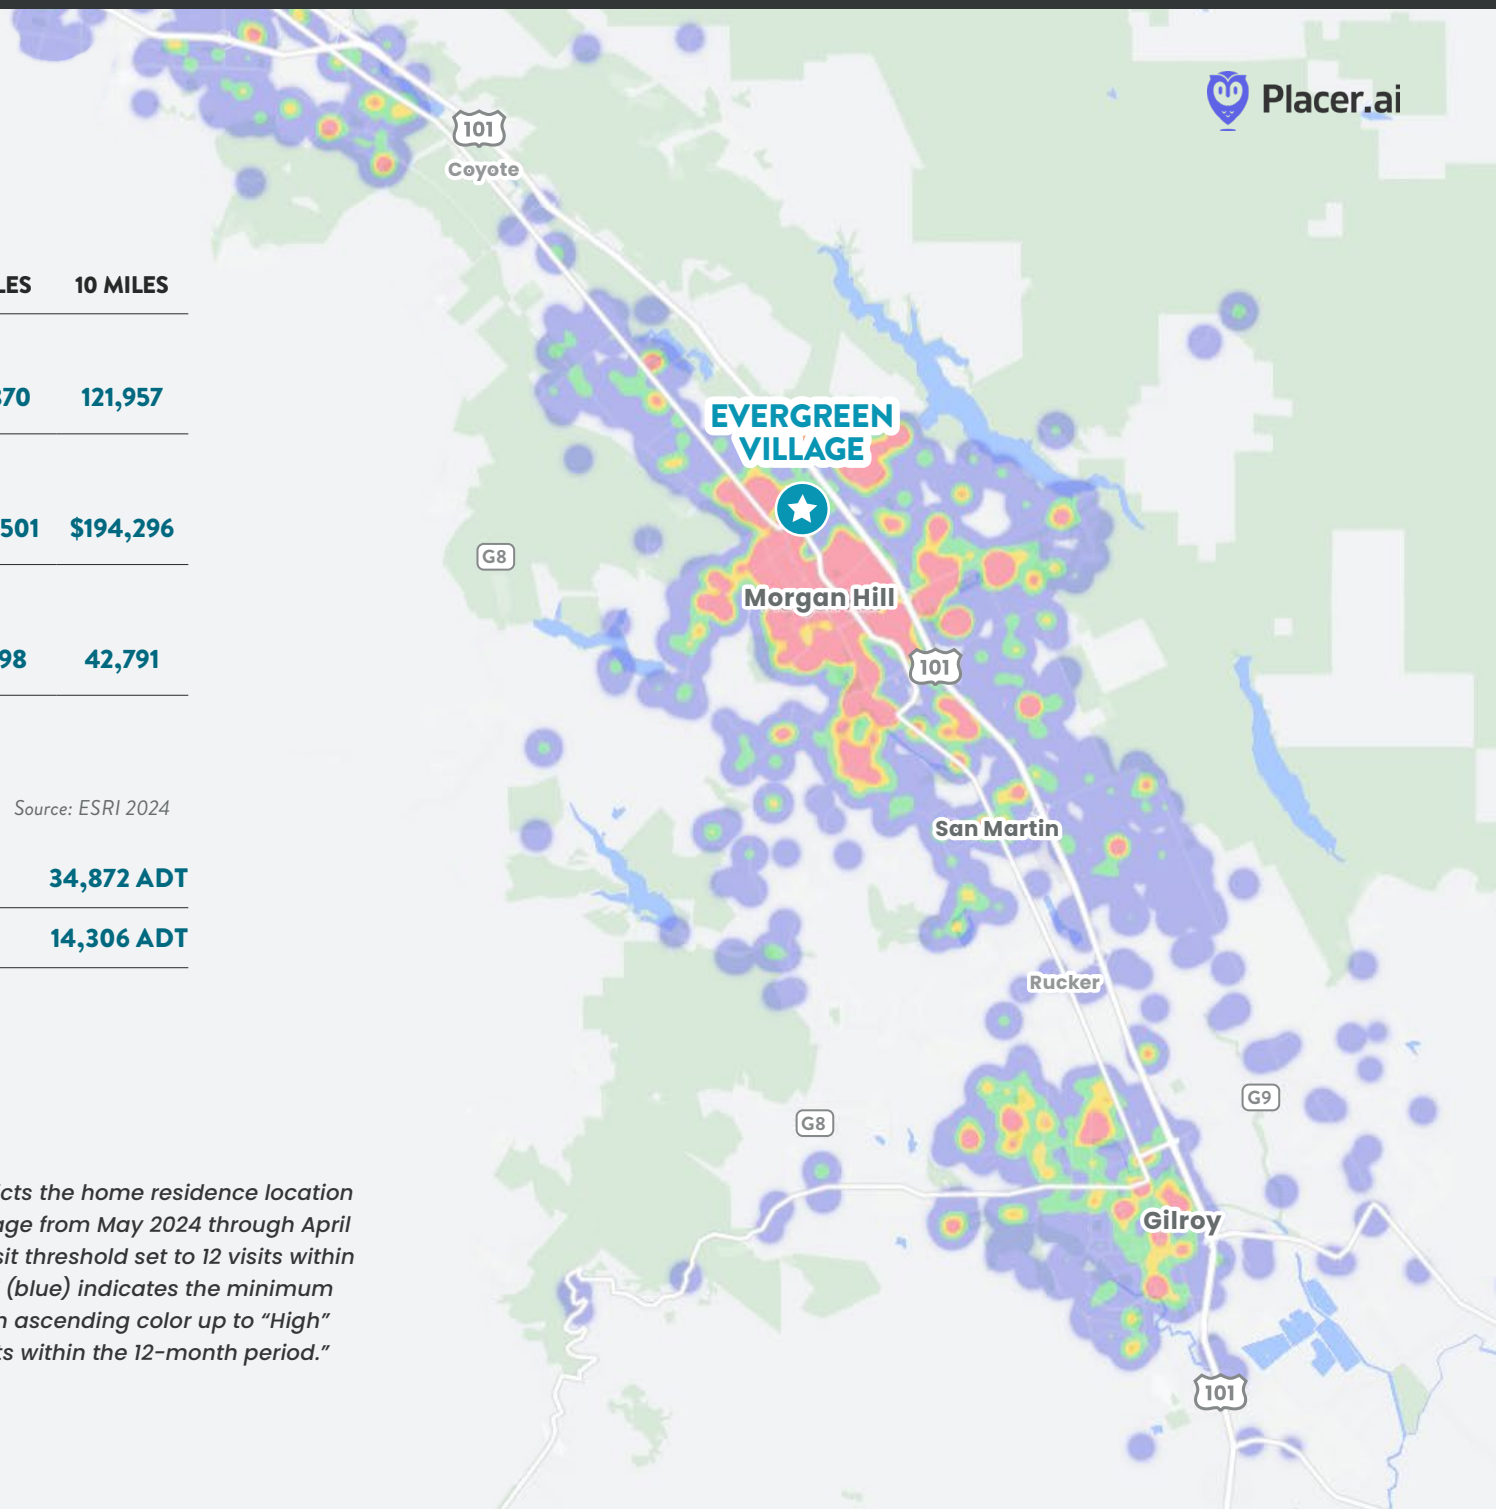 Placer.ai
101
Coyote
LES 10 MILES
370 121,957
EVERGREEN
VILLAGE
501 $194,296
G8
Morgan Hill
98 42,791
101
Source: ESRI 2024
San Martin
34,872 ADT
14,306 ADT
Rucker
G9
G8
cts the home residence location
age from May 2024 through April
sit threshold set to 12 visits within
(blue) indicates the minimum
n ascending color up to “High”
ts within the 12-month period.”
Gilroy
101